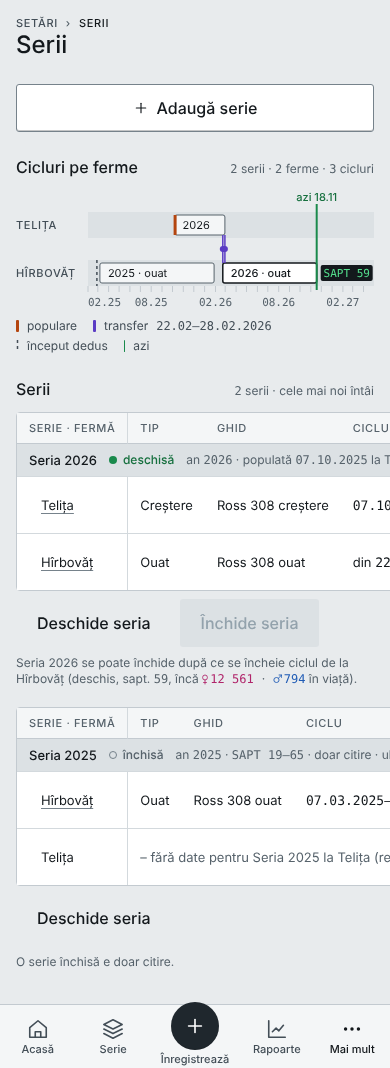 SETĂRI › SERII
Serii
+ Adaugă serie
Cicluri pe ferme
2 serii · 2 ferme · 3 cicluri
azi 18.11
TELIȚA
2026
HÎRBOVĂȚ
2025 · ouat
2026 · ouat
SAPT 59
02.25 08.25 02.26 08.26 02.27
populare transfer 22.02–28.02.2026
început dedus azi
Serii
2 serii · cele mai noi întâi
SERIE · FERMĂ TIP GHID CICLU
Seria 2026 deschisă an 2026 · populată 07.10.2025 la T
Telița Creștere Ross 308 creștere 07.10
Hîrbovăț Ouat Ross 308 ouat din 22
Deschide seria Închide seria
Seria 2026 se poate închide după ce se încheie ciclul de la
Hîrbovăț (deschis, sapt. 59, încă ♀12 561 · ♂794 în viață).
SERIE · FERMĂ TIP GHID CICLU
Seria 2025 închisă an 2025 · SAPT 19–65 · doar citire · ul
Hîrbovăț Ouat Ross 308 ouat 07.03.2025–
Telița – fără date pentru Seria 2025 la Telița (re
Deschide seria
O serie închisă e doar citire.
Acasă Serie Înregistrează Rapoarte Mai mult